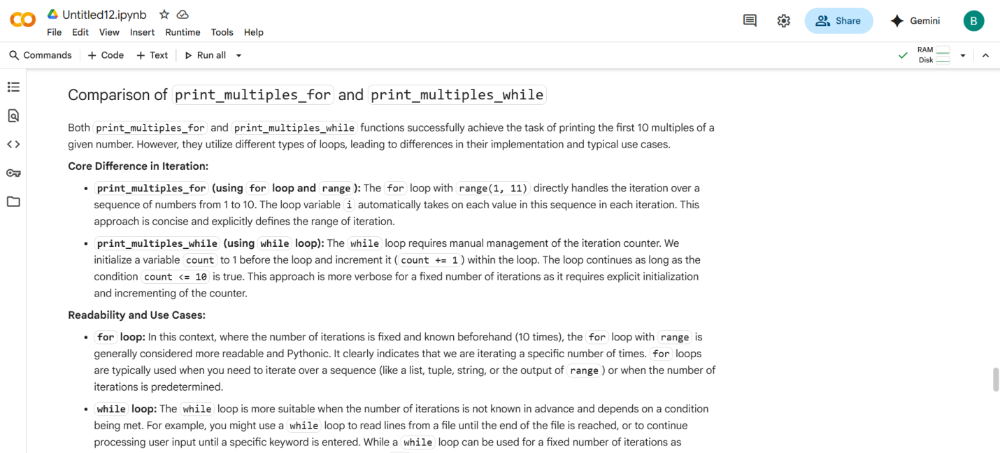 Untitled12.ipynb
File Edit View Insert Runtime Tools Help
Share
Gemini
B
Commands + Code + Text Run all
RAM
Disk
Comparison of print_multiples_for and print_multiples_while
Both print_multiples_for and print_multiples_while functions successfully achieve the task of printing the first 10 multiples of a
given number. However, they utilize different types of loops, leading to differences in their implementation and typical use cases.
Core Difference in Iteration:
• print_multiples_for (using for loop and range ): The for loop with range(1, 11) directly handles the iteration over a
sequence of numbers from 1 to 10. The loop variable i automatically takes on each value in this sequence in each iteration. This
approach is concise and explicitly defines the range of iteration.
• print_multiples_while (using while loop): The while loop requires manual management of the iteration counter. We
initialize a variable count to 1 before the loop and increment it ( count += 1 ) within the loop. The loop continues as long as the
condition count <= 10 is true. This approach is more verbose for a fixed number of iterations as it requires explicit initialization
and incrementing of the counter.
Readability and Use Cases:
• for loop: In this context, where the number of iterations is fixed and known beforehand (10 times), the for loop with range is
generally considered more readable and Pythonic. It clearly indicates that we are iterating a specific number of times. for loops
are typically used when you need to iterate over a sequence (like a list, tuple, string, or the output of range ) or when the number of
iterations is predetermined.
• while loop: The while loop is more suitable when the number of iterations is not known in advance and depends on a condition
being met. For example, you might use a while loop to read lines from a file until the end of the file is reached, or to continue
processing user input until a specific keyword is entered. While a while loop can be used for a fixed number of iterations as